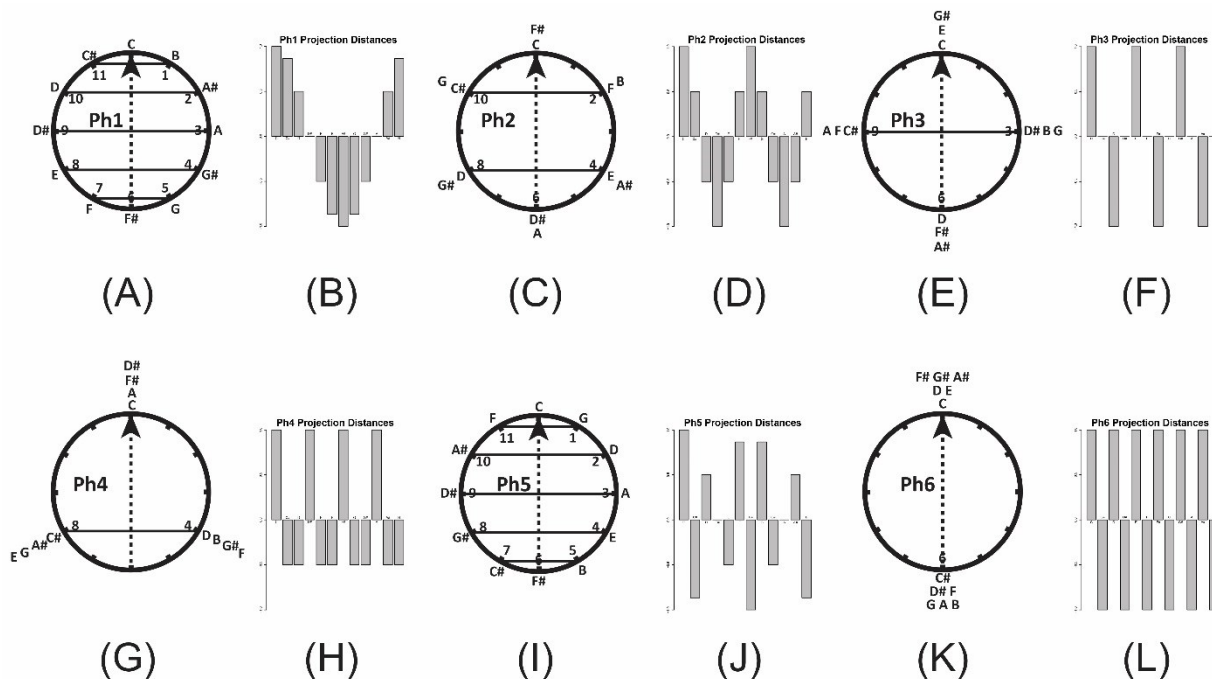 C
C# B
11 1
D A#
10 2
Ph1
D# 9 3 A
8 4
E G#
7 6 5
F G
F#
(A)
Ph1 Projection Distances
(B)
F#
C
G C# F B
10 2
Ph2
8 4
D E
G# 6 A#
D#
A
(C)
Ph2 Projection Distances
(D)
G#
E
C
Ph3
A F C# 9 3 D# B G
6
D
F#
A#
(E)
Ph3 Projection Distances
(F)
D#
F#
A
C
Ph4
8 4
E G A# C# D B G# F
(G)
Ph4 Projection Distances
(H)
C
F G
11 1
A# D
10 2
Ph5
D# 9 3 A
8 4
G# E
7 6 5
C# B
F#
(I)
Ph5 Projection Distances
(J)
F# G# A#
D E
C
Ph6
6
C#
D# F
G A B
(K)
Ph6 Projection Distances
(L)